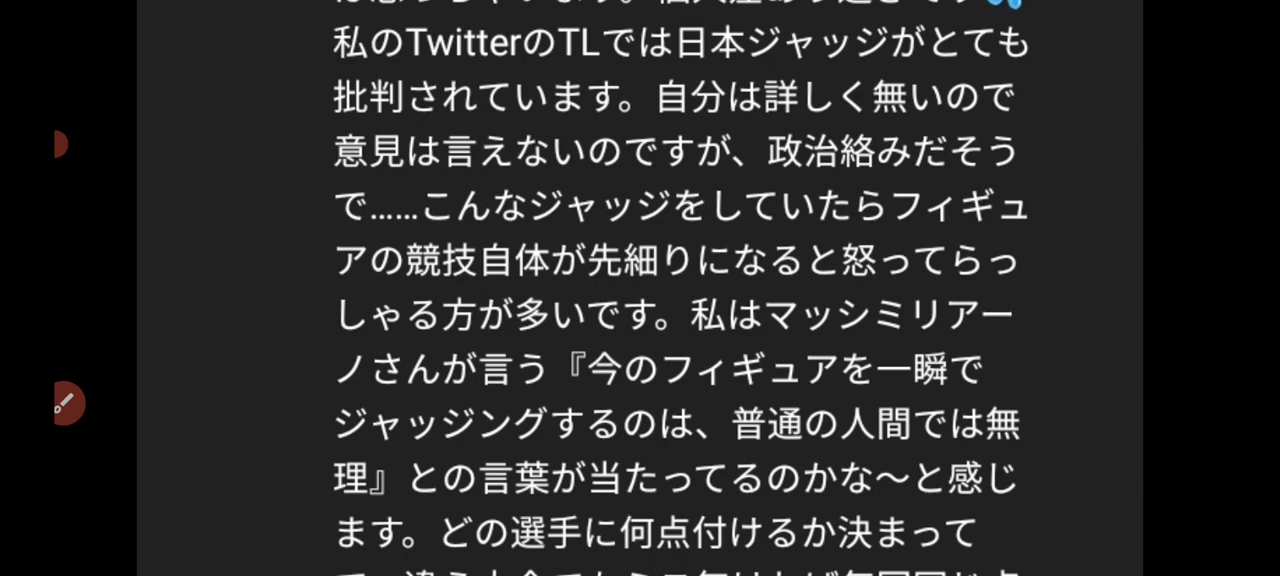 私のTwitterのTLでは日本ジャッジがとても
批判されています。自分は詳しく無いので
意見は言えないのですが、政治絡みだそう
で……こんなジャッジをしていたらフィギュ
アの競技自体が先細りになると怒ってらっ
しゃる方が多いです。私はマッシミリアー
ノさんが言う『今のフィギュアを一瞬で
ジャッジングするのは、普通の人間では無
理』との言葉が当たってるのかな〜と感じ
ます。どの選手に何点付けるか決まって